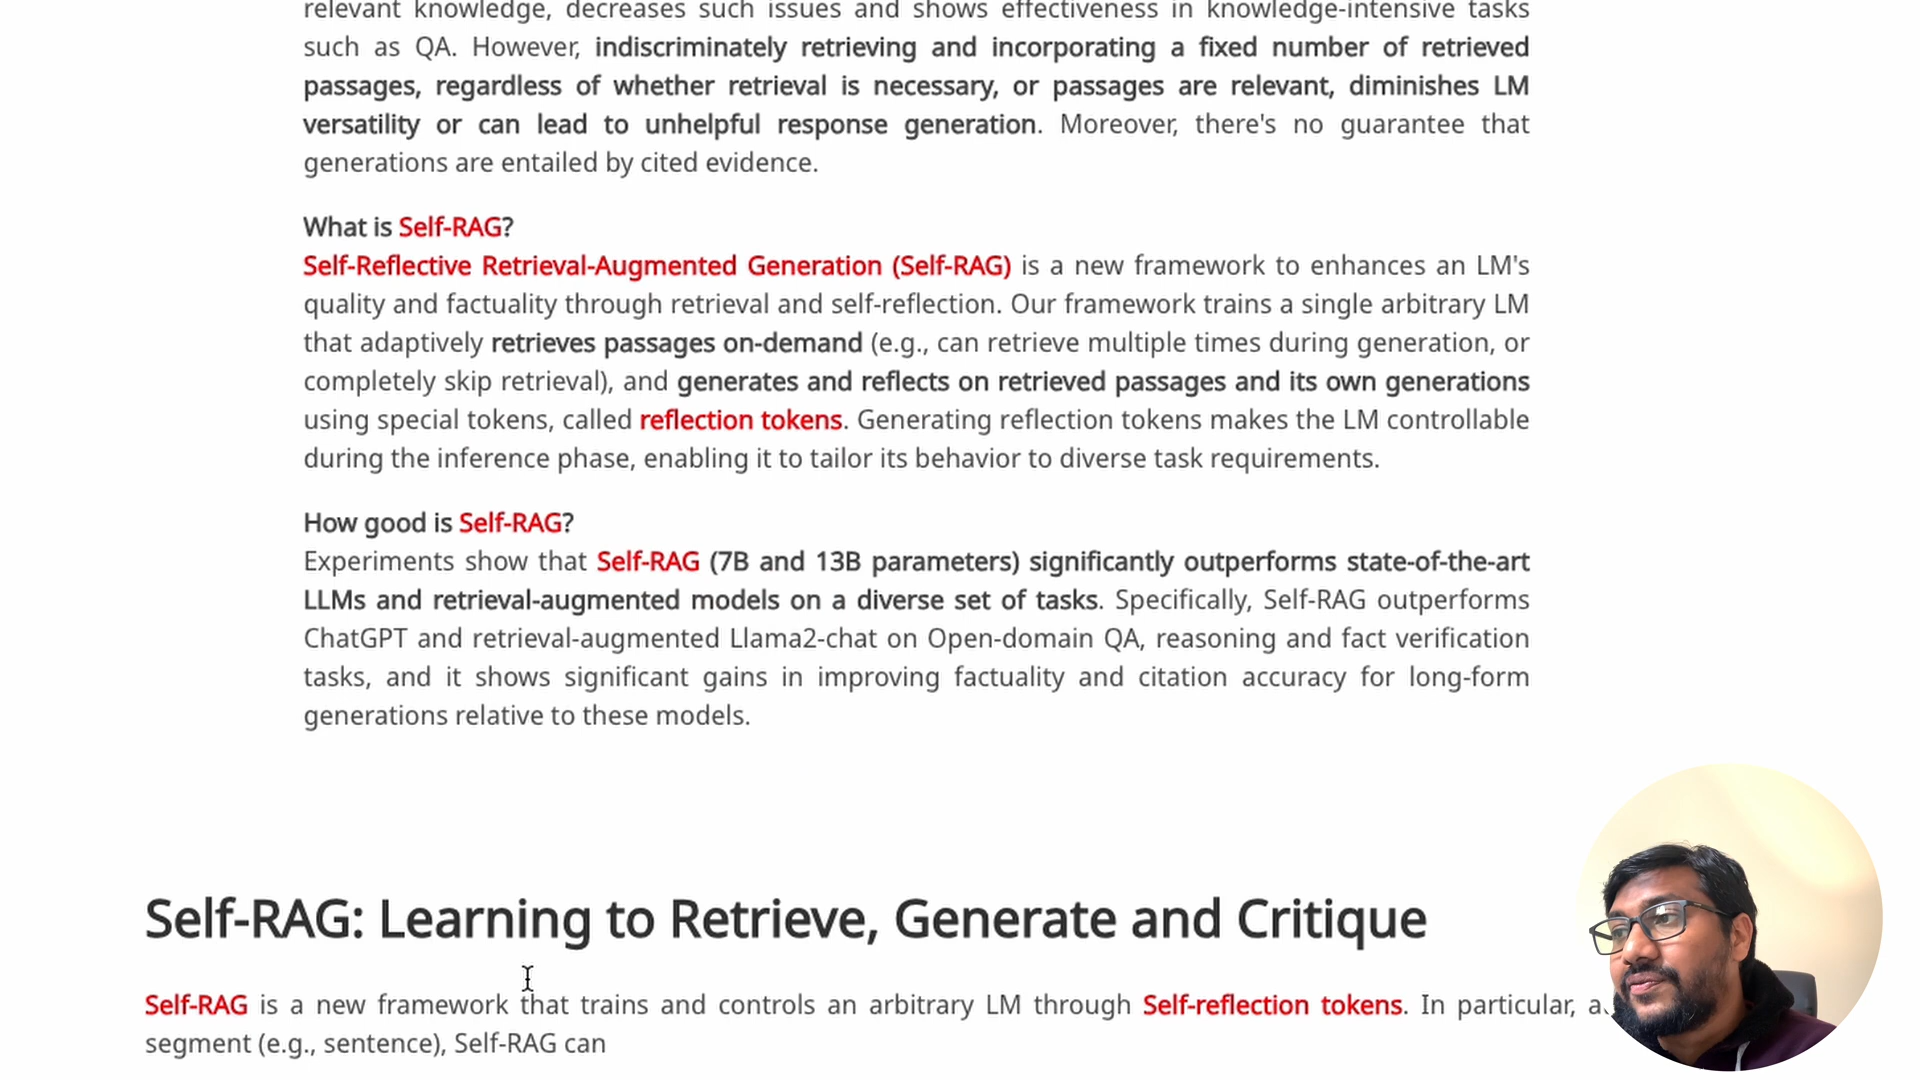 relevant knowledge, decreases such issues and shows effectiveness in knowledge-intensive tasks
such as QA. However, indiscriminately retrieving and incorporating a fixed number of retrieved
passages, regardless of whether retrieval is necessary, or passages are relevant, diminishes LM
versatility or can lead to unhelpful response generation. Moreover, there's no guarantee that
generations are entailed by cited evidence.
What is Self-RAG?
Self-Reflective Retrieval-Augmented Generation (Self-RAG) is a new framework to enhances an LM's
quality and factuality through retrieval and self-reflection. Our framework trains a single arbitrary LM
that adaptively retrieves passages on-demand (e.g., can retrieve multiple times during generation, or
completely skip retrieval), and generates and reflects on retrieved passages and its own generations
using special tokens, called reflection tokens. Generating reflection tokens makes the LM controllable
during the inference phase, enabling it to tailor its behavior to diverse task requirements.
How good is Self-RAG?
Experiments show that Self-RAG (7B and 13B parameters) significantly outperforms state-of-the-art
LLMs and retrieval-augmented models on a diverse set of tasks. Specifically, Self-RAG outperforms
ChatGPT and retrieval-augmented Llama2-chat on Open-domain QA, reasoning and fact verification
tasks, and it shows significant gains in improving factuality and citation accuracy for long-form
generations relative to these models.
Self-RAG: Learning to Retrieve, Generate and Critique
Self-RAG is a new framework that trains and controls an arbitrary LM through Self-reflection tokens. In particular,
segment (e.g., sentence), Self-RAG can